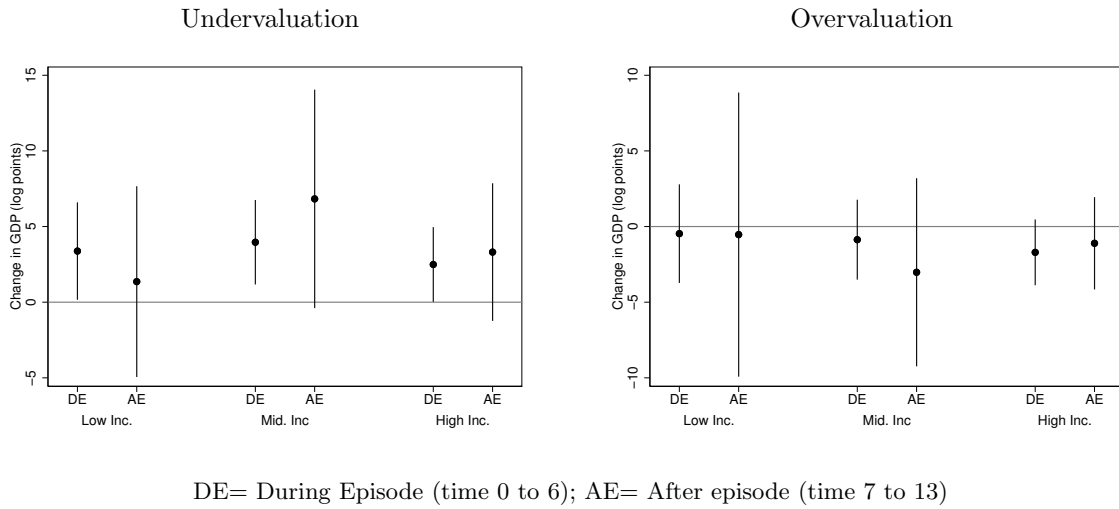 Undervaluation
Overvaluation
Change in GDP (log points)
15
10
5
0
−5
DE AE DE AE DE AE
Low Inc. Mid. Inc High Inc.
Change in GDP (log points)
10
5
0
−5
−10
DE AE DE AE DE AE
Low Inc. Mid. Inc High Inc.
DE= During Episode (time 0 to 6); AE= After episode (time 7 to 13)